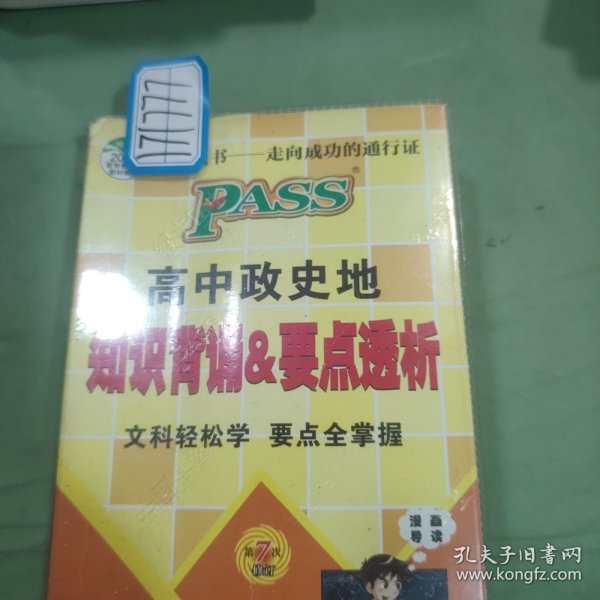 171777
20
书——走向成功的通行证
PASS®
高中政史地
知识背诵&要点透析
文科轻松学 要点全掌握
第7次
修订
漫画
导读
孔夫子旧书网
www.kongfz.com